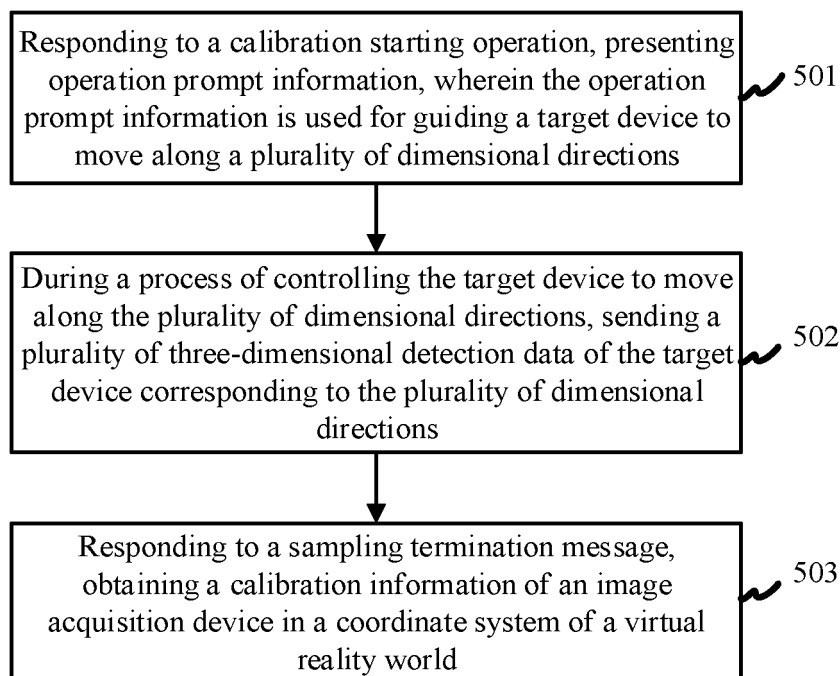 Responding to a calibration starting operation, presenting
operation prompt information, wherein the operation
prompt information is used for guiding a target device to
move along a plurality of dimensional directions
501
During a process of controlling the target device to move
along the plurality of dimensional directions, sending a
plurality of three-dimensional detection data of the target
device corresponding to the plurality of dimensional
directions
502
Responding to a sampling termination message,
obtaining a calibration information of an image
acquisition device in a coordinate system of a virtual
reality world
503